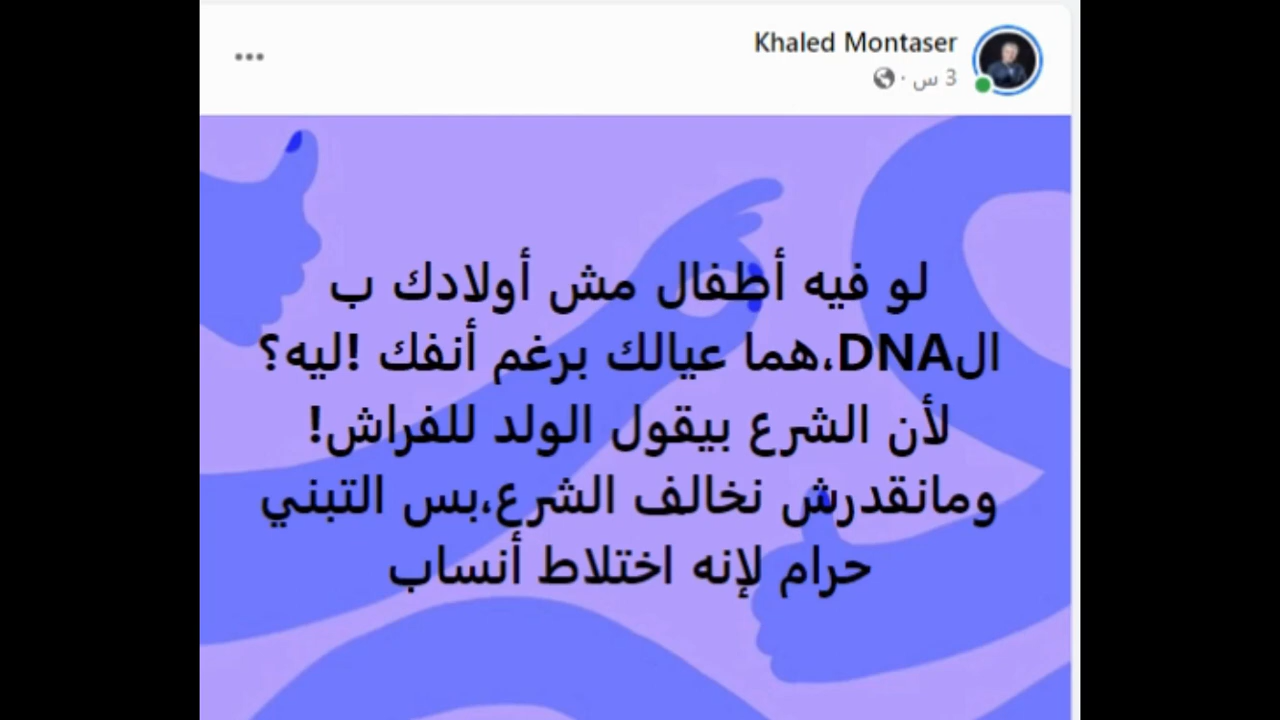 Khaled Montaser
3 س ·
لو فيه أطفال مش أولادك ب
الDNA،هما عيالك برغم أنفك !ليه؟
لأن الشرع بيقول الولد للفراش!
ومانقدرش نخالف الشرع،بس التبني
حرام لإنه اختلاط أنساب